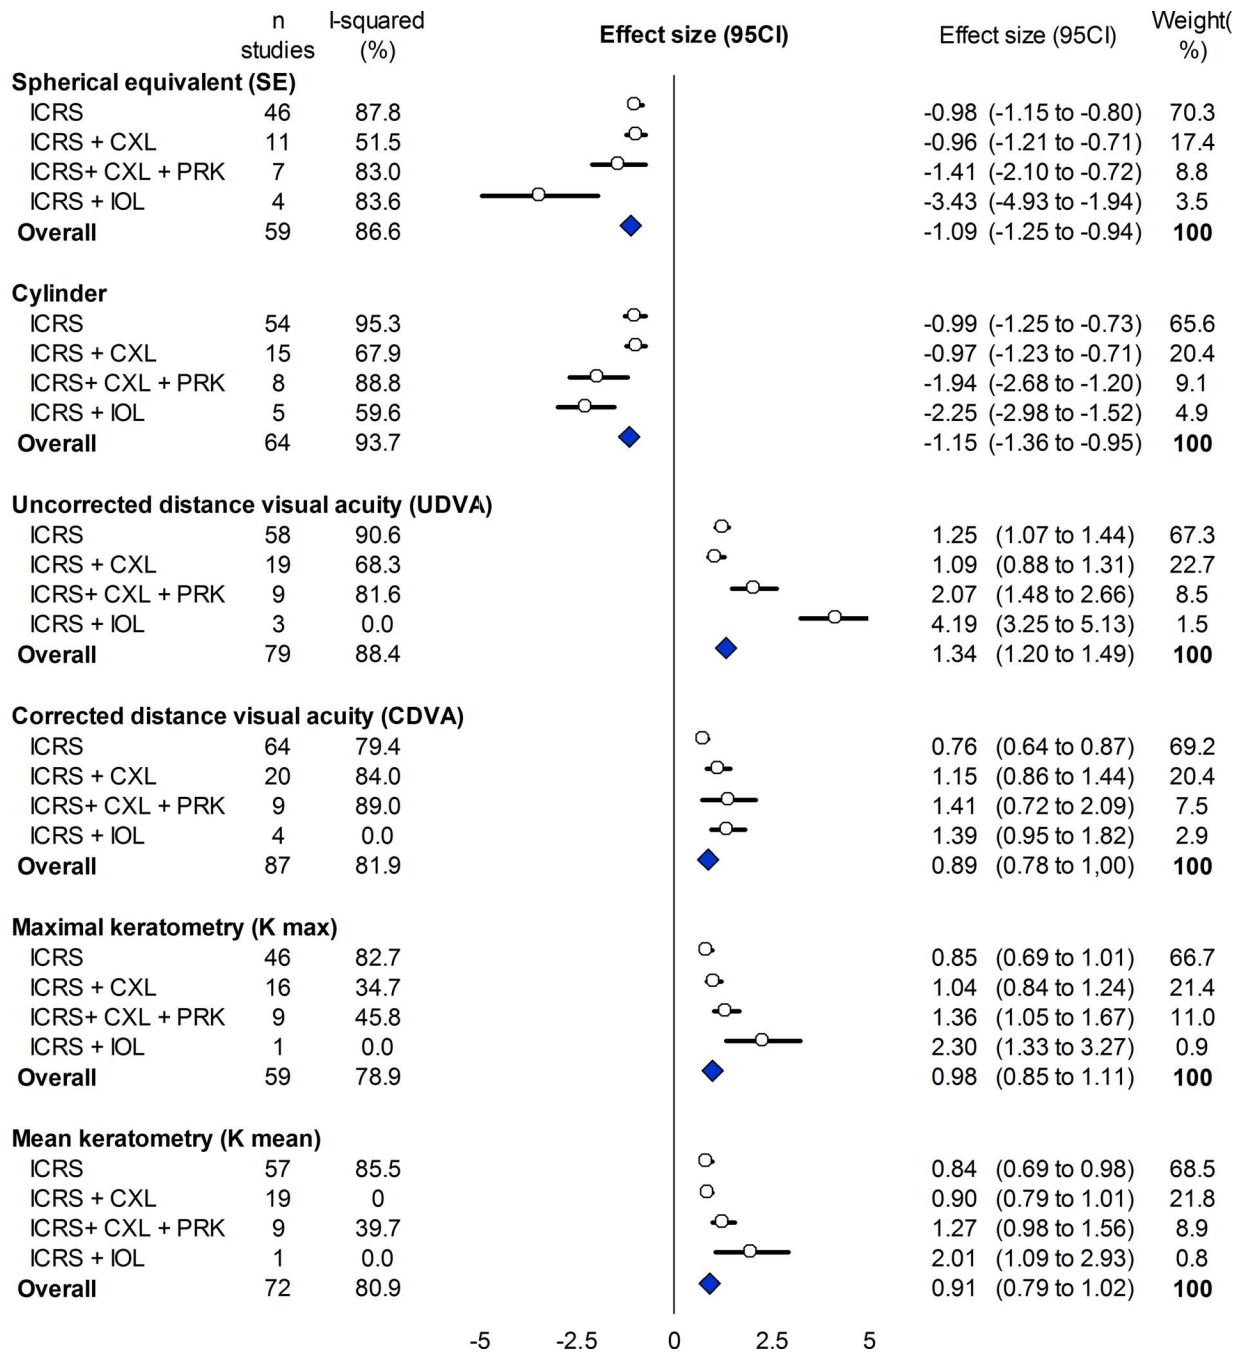 n studies I-squared (%) Effect size (95CI) Effect size (95CI) Weight( %)
Spherical equivalent (SE)
ICRS 46 87.8 -0.98 (-1.15 to -0.80) 70.3
ICRS + CXL 11 51.5 -0.96 (-1.21 to -0.71) 17.4
ICRS+ CXL + PRK 7 83.0 -1.41 (-2.10 to -0.72) 8.8
ICRS + IOL 4 83.6 -3.43 (-4.93 to -1.94) 3.5
Overall 59 86.6 -1.09 (-1.25 to -0.94) 100
Cylinder
ICRS 54 95.3 -0.99 (-1.25 to -0.73) 65.6
ICRS + CXL 15 67.9 -0.97 (-1.23 to -0.71) 20.4
ICRS+ CXL + PRK 8 88.8 -1.94 (-2.68 to -1.20) 9.1
ICRS + IOL 5 59.6 -2.25 (-2.98 to -1.52) 4.9
Overall 64 93.7 -1.15 (-1.36 to -0.95) 100
Uncorrected distance visual acuity (UDVA)
ICRS 58 90.6 1.25 (1.07 to 1.44) 67.3
ICRS + CXL 19 68.3 1.09 (0.88 to 1.31) 22.7
ICRS+ CXL + PRK 9 81.6 2.07 (1.48 to 2.66) 8.5
ICRS + IOL 3 0.0 4.19 (3.25 to 5.13) 1.5
Overall 79 88.4 1.34 (1.20 to 1.49) 100
Corrected distance visual acuity (CDVA)
ICRS 64 79.4 0.76 (0.64 to 0.87) 69.2
ICRS + CXL 20 84.0 1.15 (0.86 to 1.44) 20.4
ICRS+ CXL + PRK 9 89.0 1.41 (0.72 to 2.09) 7.5
ICRS + IOL 4 0.0 1.39 (0.95 to 1.82) 2.9
Overall 87 81.9 0.89 (0.78 to 1,00) 100
Maximal keratometry (K max)
ICRS 46 82.7 0.85 (0.69 to 1.01) 66.7
ICRS + CXL 16 34.7 1.04 (0.84 to 1.24) 21.4
ICRS+ CXL + PRK 9 45.8 1.36 (1.05 to 1.67) 11.0
ICRS + IOL 1 0.0 2.30 (1.33 to 3.27) 0.9
Overall 59 78.9 0.98 (0.85 to 1.11) 100
Mean keratometry (K mean)
ICRS 57 85.5 0.84 (0.69 to 0.98) 68.5
ICRS + CXL 19 0 0.90 (0.79 to 1.01) 21.8
ICRS+ CXL + PRK 9 39.7 1.27 (0.98 to 1.56) 8.9
ICRS + IOL 1 0.0 2.01 (1.09 to 2.93) 0.8
Overall 72 80.9 0.91 (0.79 to 1.02) 100
-5 -2.5 0 2.5 5